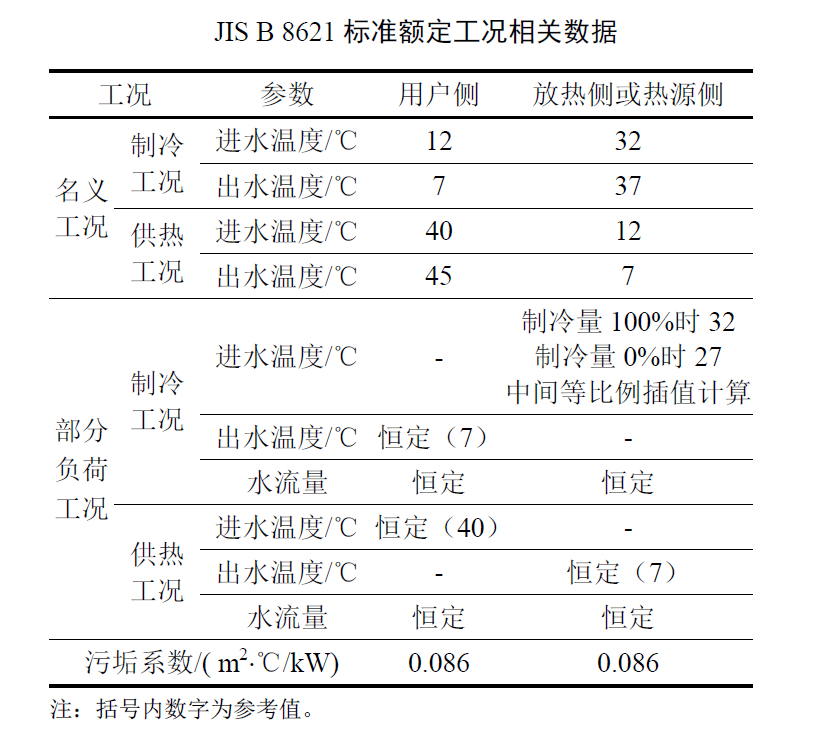 JIS B 8621 标准额定工况相关数据
工况 参数 用户侧 放热侧或热源侧
名义工况 制冷工况 进水温度/℃ 12 32
出水温度/℃ 7 37
供热工况 进水温度/℃ 40 12
出水温度/℃ 45 7
部分负荷工况 制冷工况 进水温度/℃ - 制冷量 100%时 32
制冷量 0%时 27
中间等比例插值计算
出水温度/℃ 恒定（7） -
水流量 恒定 恒定
供热工况 进水温度/℃ 恒定（40） -
出水温度/℃ - 恒定（7）
水流量 恒定 恒定
污垢系数/( m²·℃/kW) 0.086 0.086
注：括号内数字为参考值。